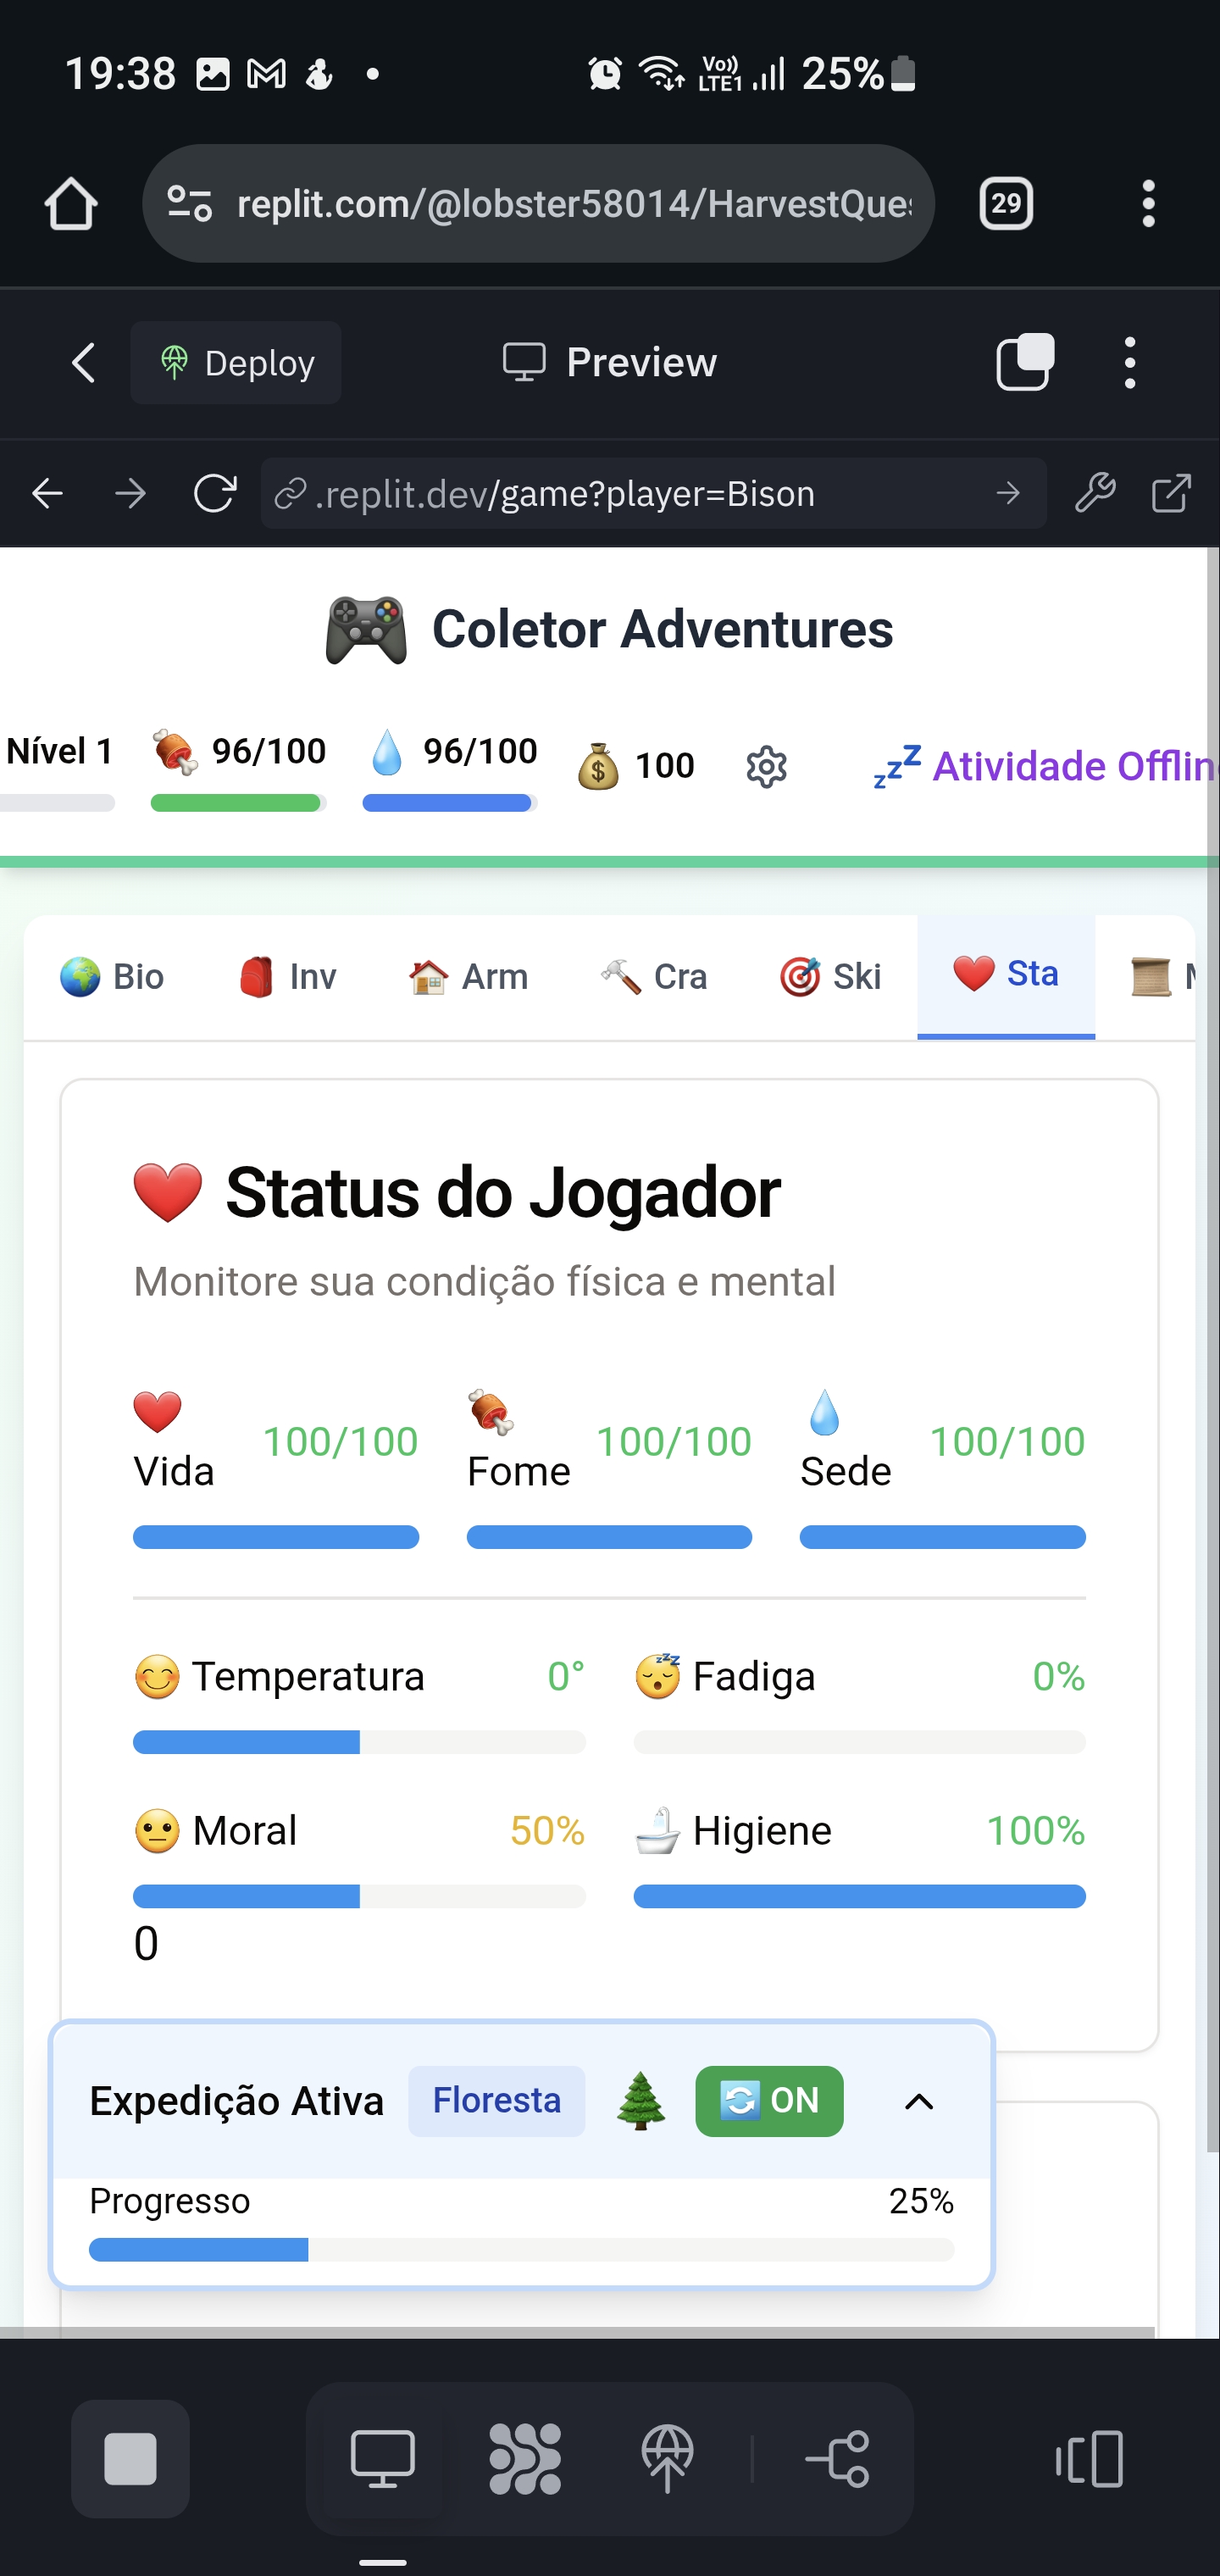 19:38 Vo)) LTE1 25%
replit.com/@lobster58014/HarvestQues 29
Deploy Preview
.replit.dev/game?player=Bison
Coletor Adventures
Nível 1 96/100 96/100 100 Atividade Offlin
Bio Inv Arm Cra Ski Sta
Status do Jogador
Monitore sua condição física e mental
Vida 100/100 Fome 100/100 Sede 100/100
Temperatura 0° Fadiga 0%
Moral 50% Higiene 100%
0
Expedição Ativa Floresta ON
Progresso 25%